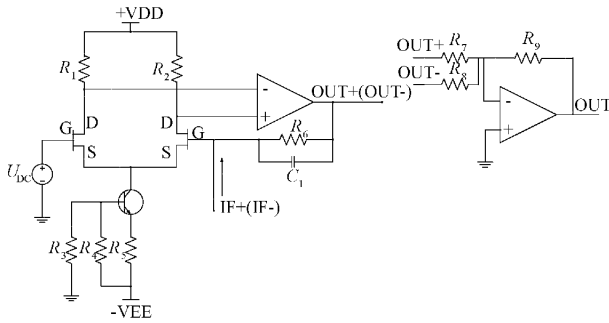 +VDD
R1
R2
OUT+
R7
R9
OUT-
R8
-
+
OUT+(OUT-)
-
+
OUT
D
D
G
G
S
S
R6
C1
UDC
+
-
IF+(IF-)
R3
R4
R5
-VEE